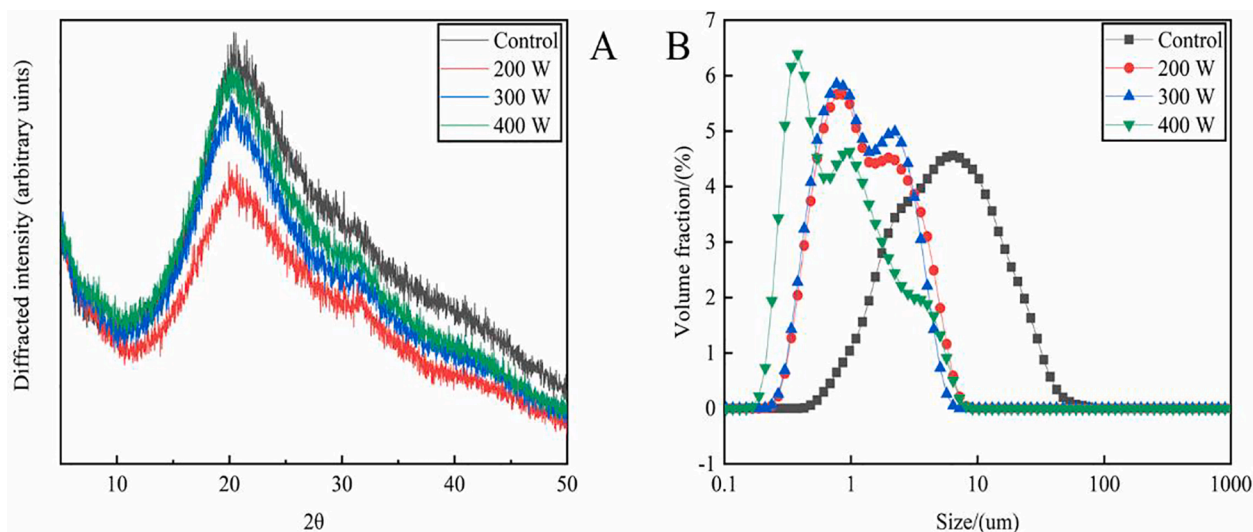 Control
200 W
300 W
400 W
A
Diffracted intensity (arbitrary uints)
10
20
30
40
50
2θ
B
Control
200 W
300 W
400 W
Volume fraction/(%)
7
6
5
4
3
2
1
0
-1
0.1
1
10
100
1000
Size/(um)